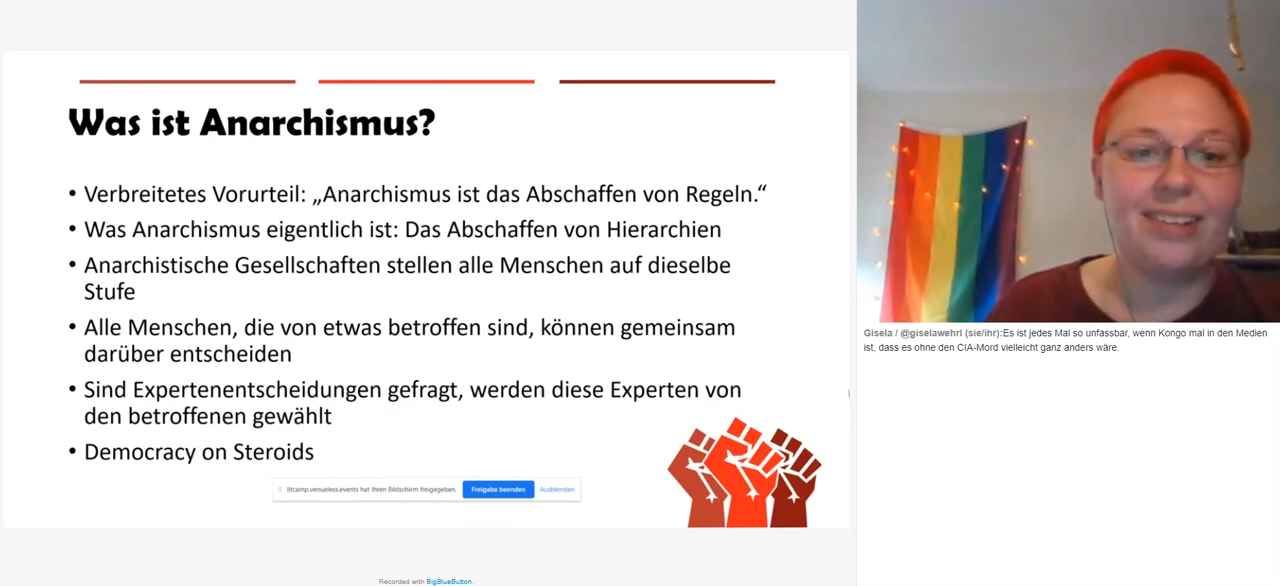 Was ist Anarchismus?
• Verbreitetes Vorurteil: „Anarchismus ist das Abschaffen von Regeln.“
• Was Anarchismus eigentlich ist: Das Abschaffen von Hierarchien
• Anarchistische Gesellschaften stellen alle Menschen auf dieselbe
Stufe
• Alle Menschen, die von etwas betroffen sind, können gemeinsam
darüber entscheiden
• Sind Expertenentscheidungen gefragt, werden diese Experten von
den betroffenen gewählt
• Democracy on Steroids
litcamp.venueless.events hat Ihren Bildschirm freigegeben. Freigabe beenden Ausblenden
Gisela / @giselawehrl (sie/ihr):Es ist jedes Mal so unfassbar, wenn Kongo mal in den Medien
ist, dass es ohne den CIA-Mord vielleicht ganz anders wäre.
Recorded with BigBlueButton.